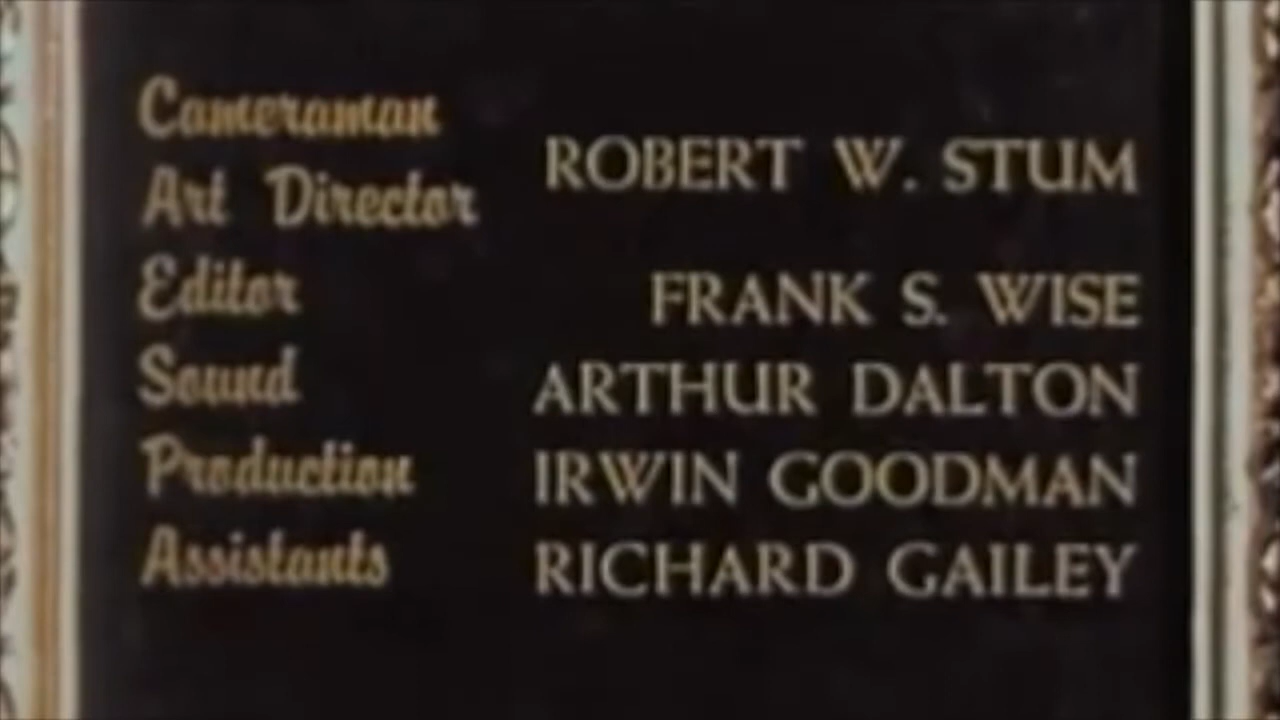 Cameraman
Art Director ROBERT W. STUM
Editor FRANK S. WISE
Sound ARTHUR DALTON
Production IRWIN GOODMAN
Assistants RICHARD GAILEY